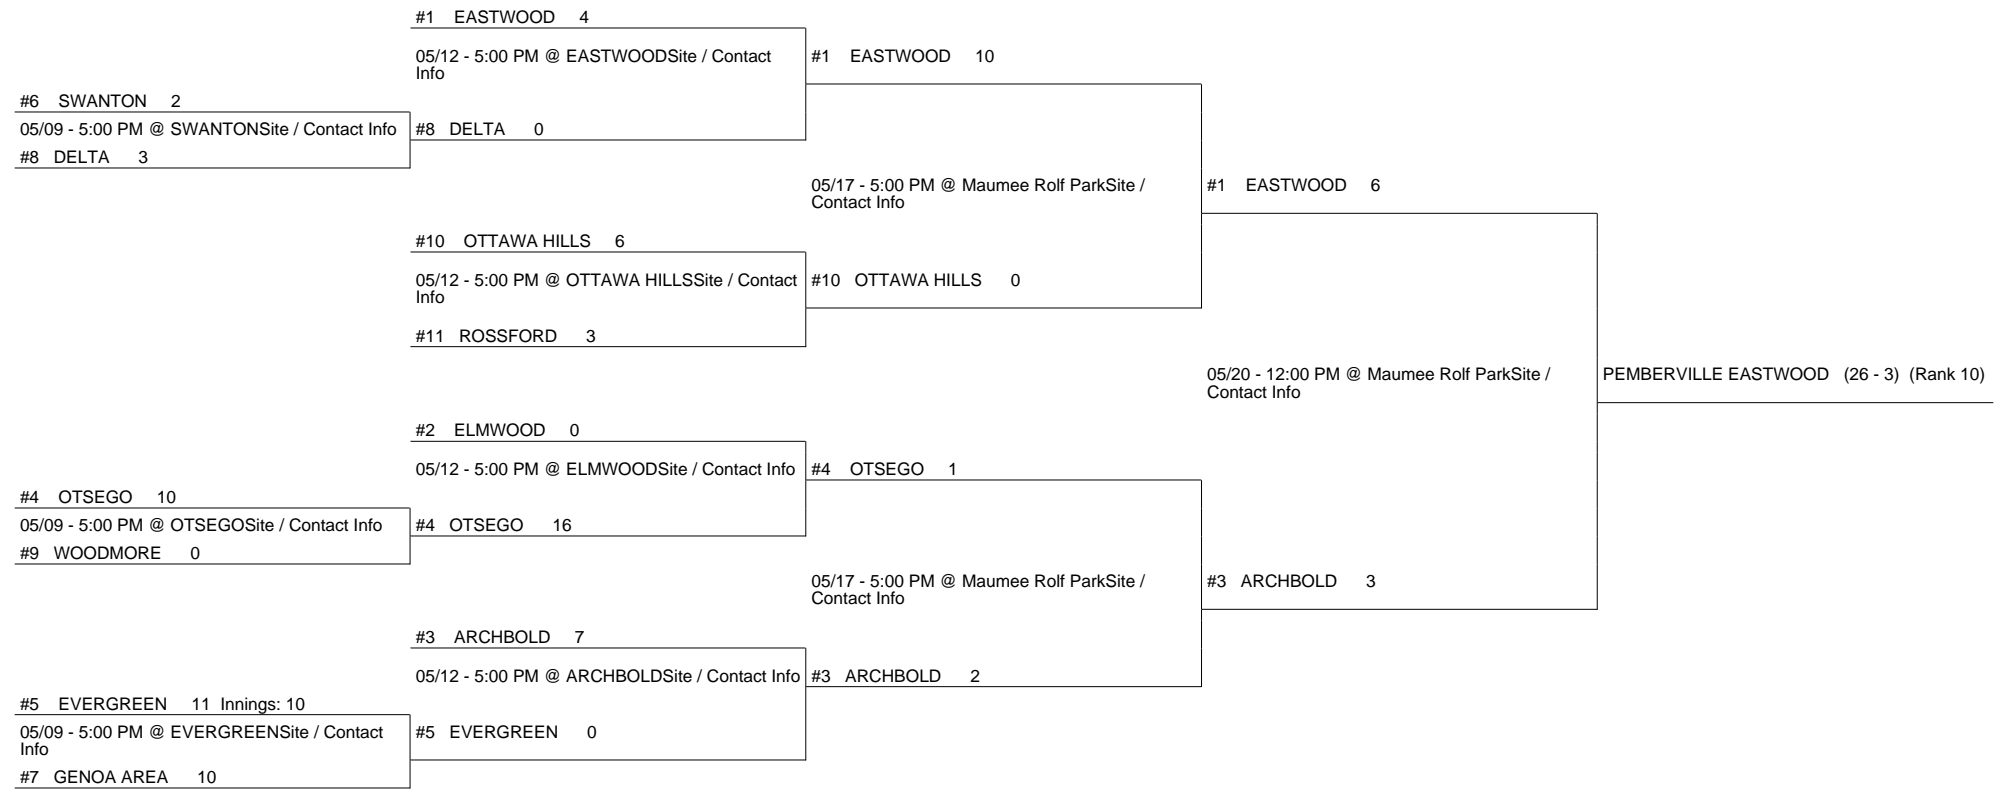 #1 EASTWOOD 4
05/12 - 5:00 PM @ EASTWOODSite / Contact
Info
#1 EASTWOOD 10
#6 SWANTON 2
05/09 - 5:00 PM @ SWANTONSite / Contact Info
#8 DELTA 0
#8 DELTA 3
05/17 - 5:00 PM @ Maumee Rolf ParkSite /
Contact Info
#1 EASTWOOD 6
#10 OTTAWA HILLS 6
05/12 - 5:00 PM @ OTTAWA HILLSSite / Contact
Info
#10 OTTAWA HILLS 0
#11 ROSSFORD 3
05/20 - 12:00 PM @ Maumee Rolf ParkSite /
Contact Info
PEMBERVILLE EASTWOOD (26 - 3) (Rank 10)
#2 ELMWOOD 0
05/12 - 5:00 PM @ ELMWOODSite / Contact Info
#4 OTSEGO 1
#4 OTSEGO 10
05/09 - 5:00 PM @ OTSEGOSite / Contact Info
#4 OTSEGO 16
#9 WOODMORE 0
05/17 - 5:00 PM @ Maumee Rolf ParkSite /
Contact Info
#3 ARCHBOLD 3
#3 ARCHBOLD 7
05/12 - 5:00 PM @ ARCHBOLDSite / Contact Info
#3 ARCHBOLD 2
#5 EVERGREEN 11 Innings: 10
05/09 - 5:00 PM @ EVERGREENSite / Contact
Info
#5 EVERGREEN 0
#7 GENOA AREA 10